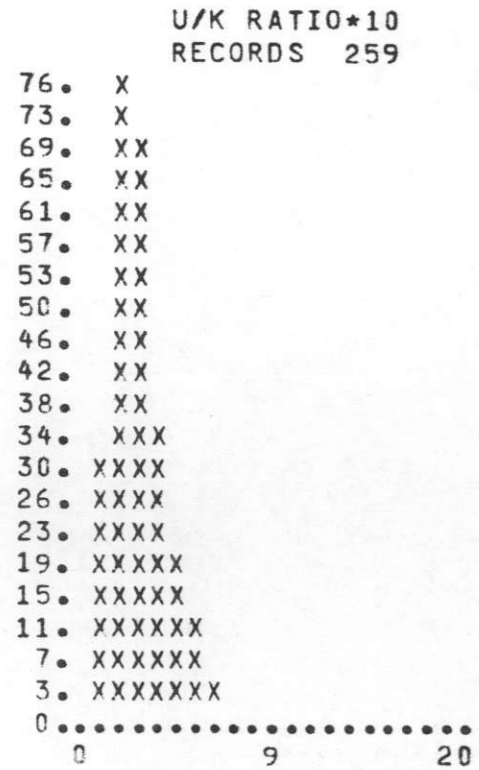 U/K RATIO*10
RECORDS 259
76. X
73. X
69. XX
65. XX
61. XX
57. XX
53. XX
50. XX
46. XX
42. XX
38. XX
34. XXX
30. XXXX
26. XXXX
23. XXXX
19. XXXXX
15. XXXXX
11. XXXXXX
7. XXXXXX
3. XXXXXXX
0.....................
0 9 20